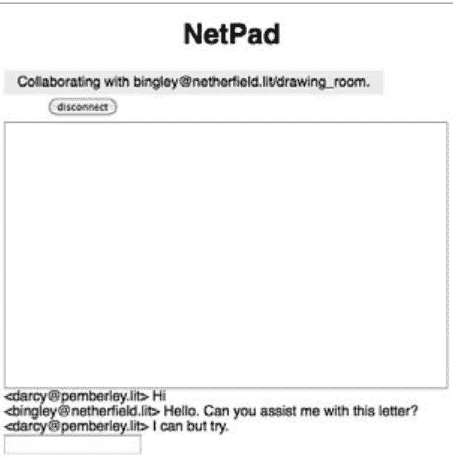 NetPad
Collaborating with bingley@netherfield.lit/drawing_room.
disconnect
<darcy@pemberley.lit> Hi
<bingley@netherfield.lit> Hello. Can you assist me with this letter?
<darcy@pemberley.lit> I can but try.